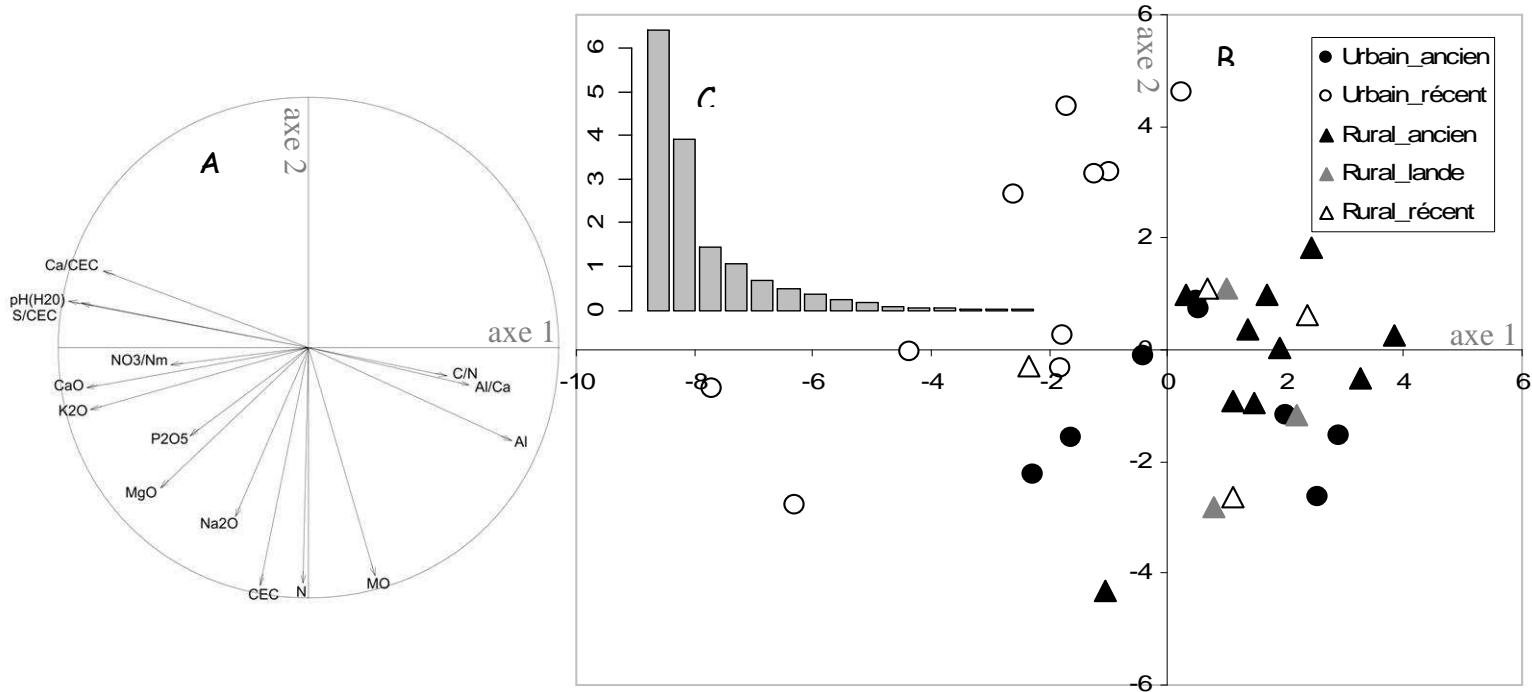 A
axe 2
axe 1
Ca/CEC
pH(H20)
S/CEC
NO3/Nm
CaO
K2O
P2O5
MgO
Na2O
CEC
N
MO
C/N
Al/Ca
Al
C
6
5
4
3
2
1
0
B
axe 2
axe 1
6
4
2
0
-2
-4
-6
-10
-8
-6
-4
-2
0
2
4
6
Urbain_ancien
Urbain_récent
Rural_ancien
Rural_lande
Rural_récent